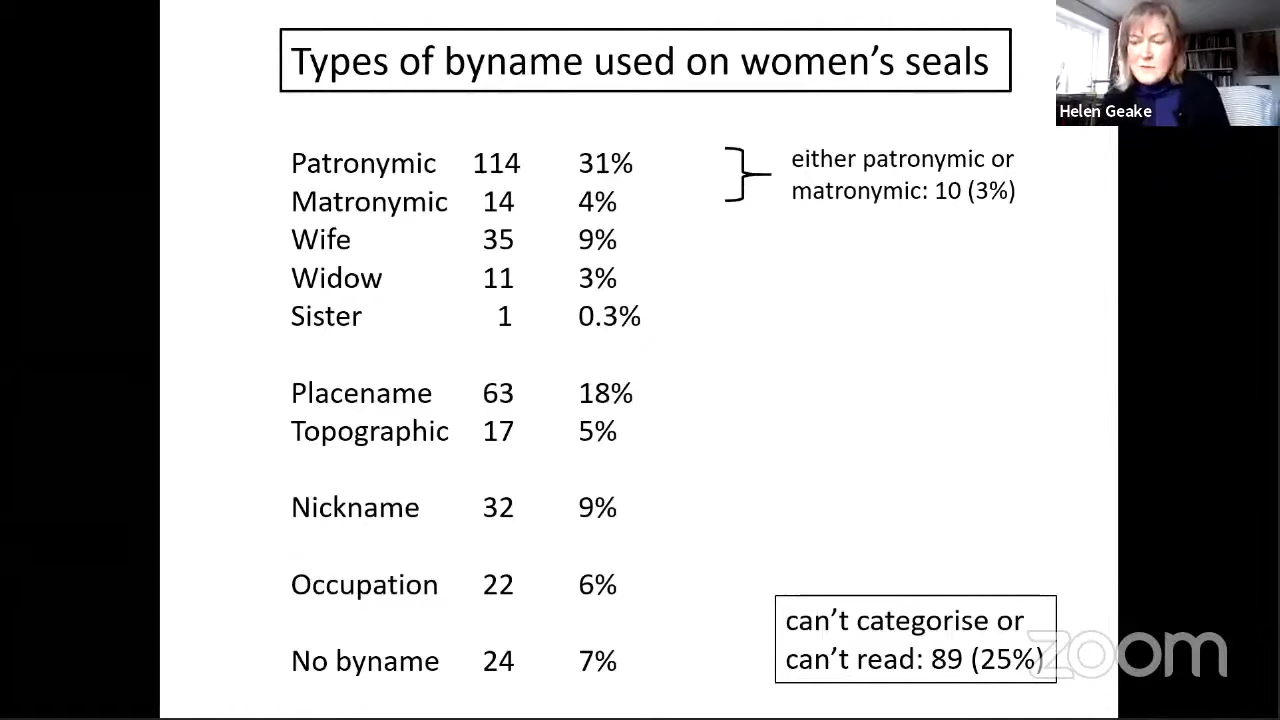 Types of byname used on women's seals
Helen Geake
Patronymic 114 31%
Matronymic 14 4%
either patronymic or
matronymic: 10 (3%)
Wife 35 9%
Widow 11 3%
Sister 1 0.3%
Placename 63 18%
Topographic 17 5%
Nickname 32 9%
Occupation 22 6%
No byname 24 7%
can't categorise or
can't read: 89 (25%)
zoom